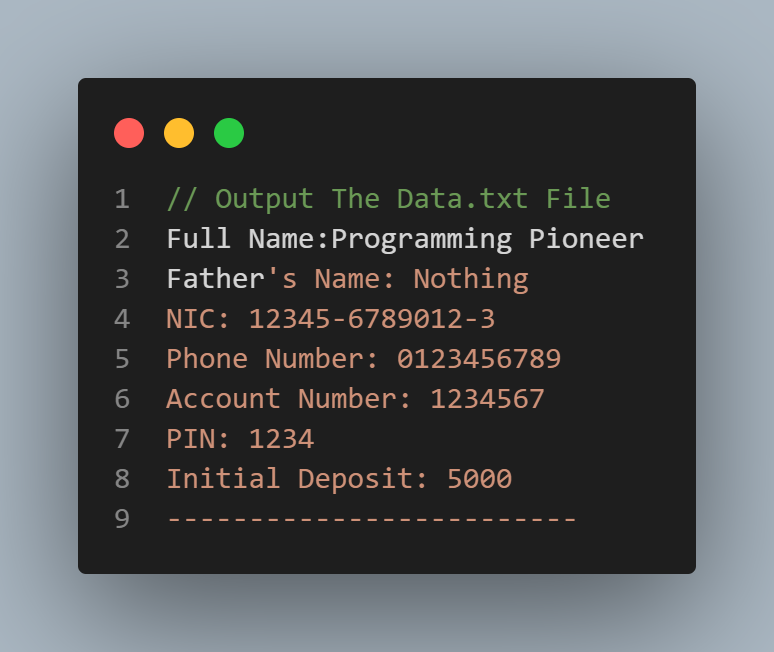 1 // Output The Data.txt File
2 Full Name:Programming Pioneer
3 Father's Name: Nothing
4 NIC: 12345-6789012-3
5 Phone Number: 0123456789
6 Account Number: 1234567
7 PIN: 1234
8 Initial Deposit: 5000
9 -------------------------